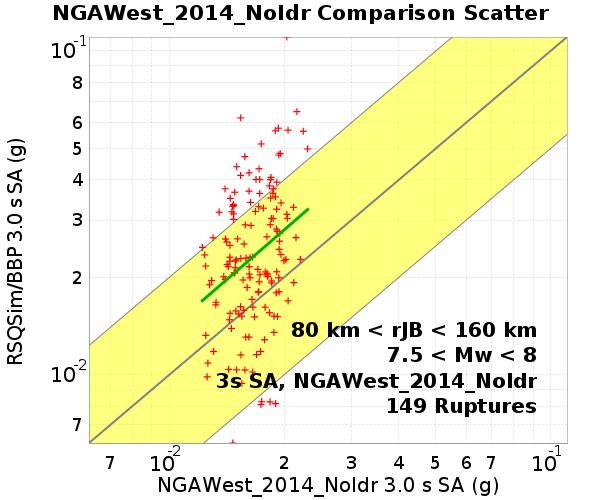 NGAWest_2014_NoIdr Comparison Scatter
10⁻¹
8
6
5
4
3
2
10⁻²
7
RSQSim/BBP 3.0 s SA (g)
80 km < rJB < 160 km
7.5 < Mw < 8
3s SA, NGAWest_2014_NoIdr
149 Ruptures
7 10⁻² 2 3 4 5 6 7 10⁻¹
NGAWest_2014_NoIdr 3.0 s SA (g)